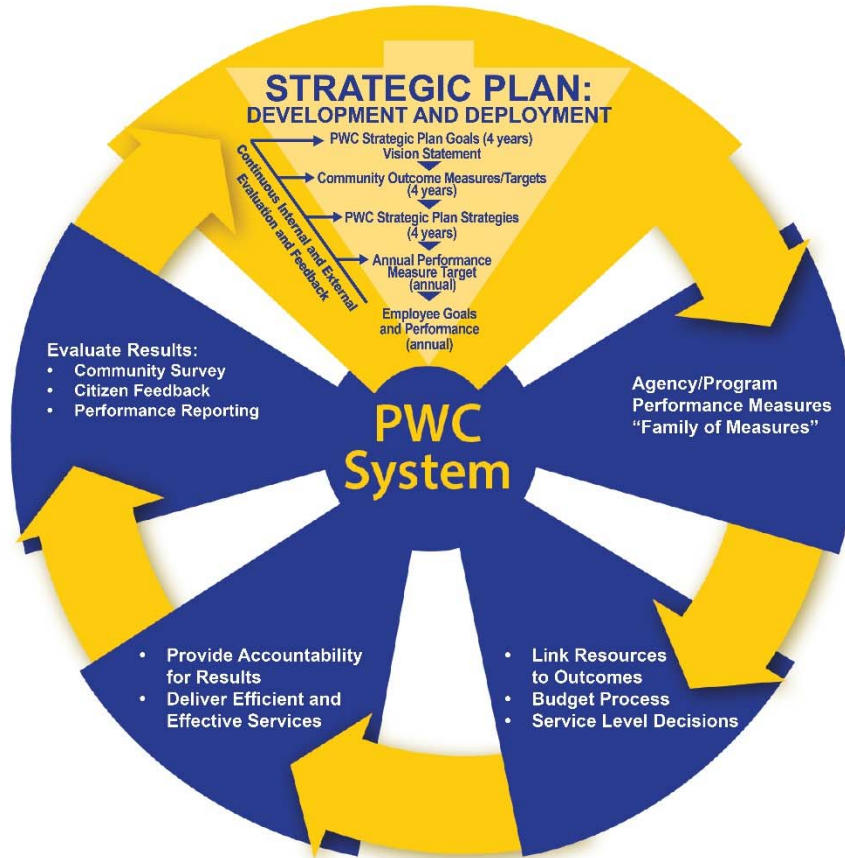 STRATEGIC PLAN:
DEVELOPMENT AND DEPLOYMENT
PWC Strategic Plan Goals (4 years)
Vision Statement
Community Outcome Measures/Targets
(4 years)
PWC Strategic Plan Strategies
(4 years)
Annual Performance
Measure Target
(annual)
Employee Goals
and Performance
(annual)
Continuous Internal and External
Evaluation and Feedback
Agency/Program
Performance Measures
“Family of Measures”
• Link Resources
to Outcomes
• Budget Process
• Service Level Decisions
• Provide Accountability
for Results
• Deliver Efficient and
Effective Services
Evaluate Results:
• Community Survey
• Citizen Feedback
• Performance Reporting
PWC
System